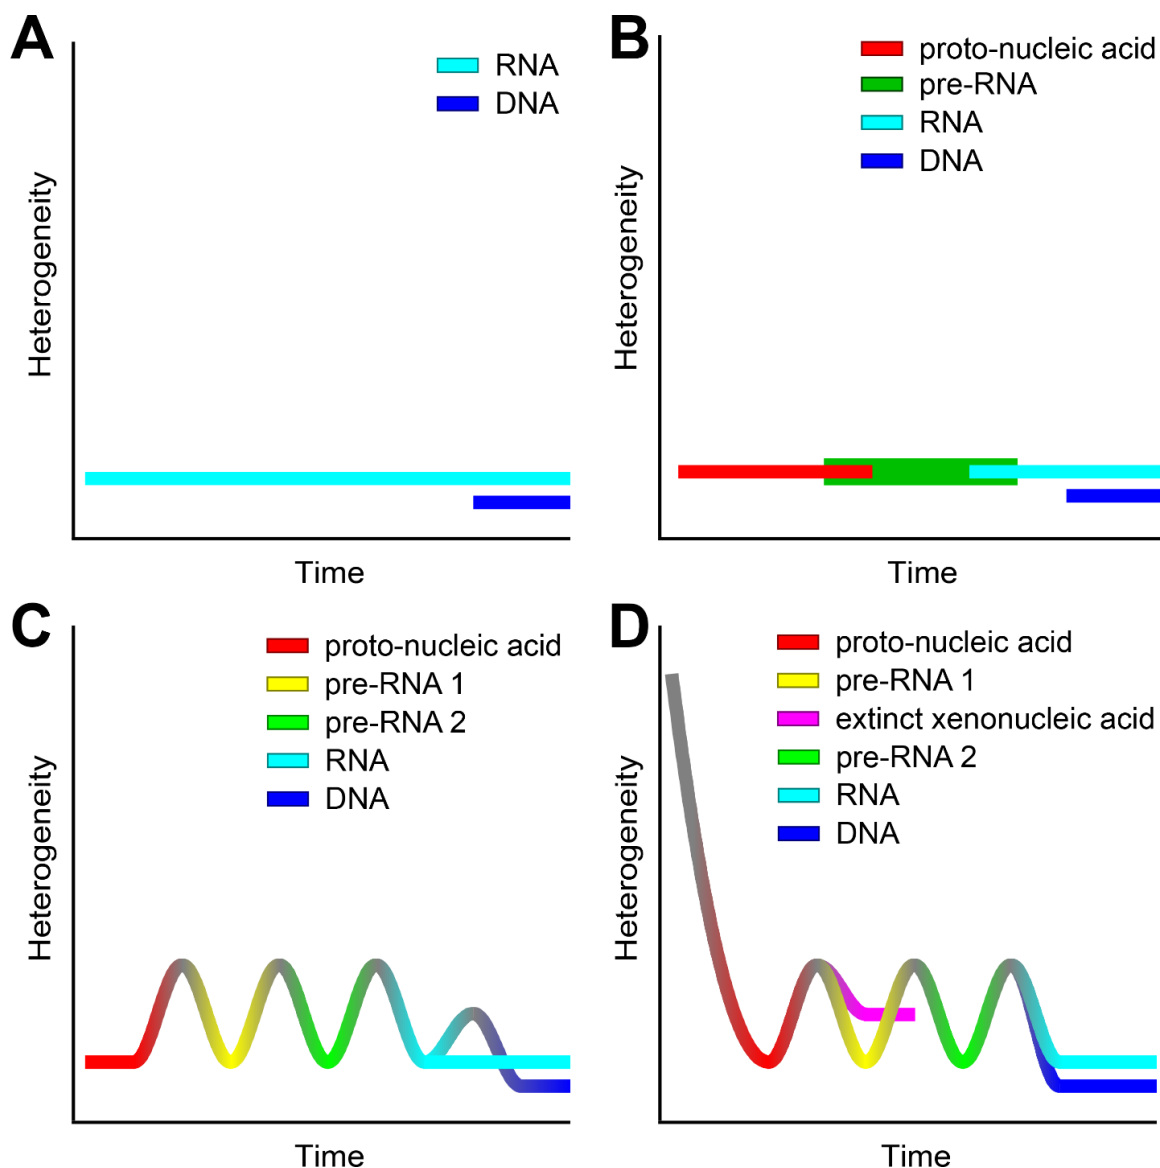 A
RNA
DNA
Heterogeneity
Time
B
proto-nucleic acid
pre-RNA
RNA
DNA
Heterogeneity
Time
C
proto-nucleic acid
pre-RNA 1
pre-RNA 2
RNA
DNA
Heterogeneity
Time
D
proto-nucleic acid
pre-RNA 1
extinct xenonucleic acid
pre-RNA 2
RNA
DNA
Heterogeneity
Time